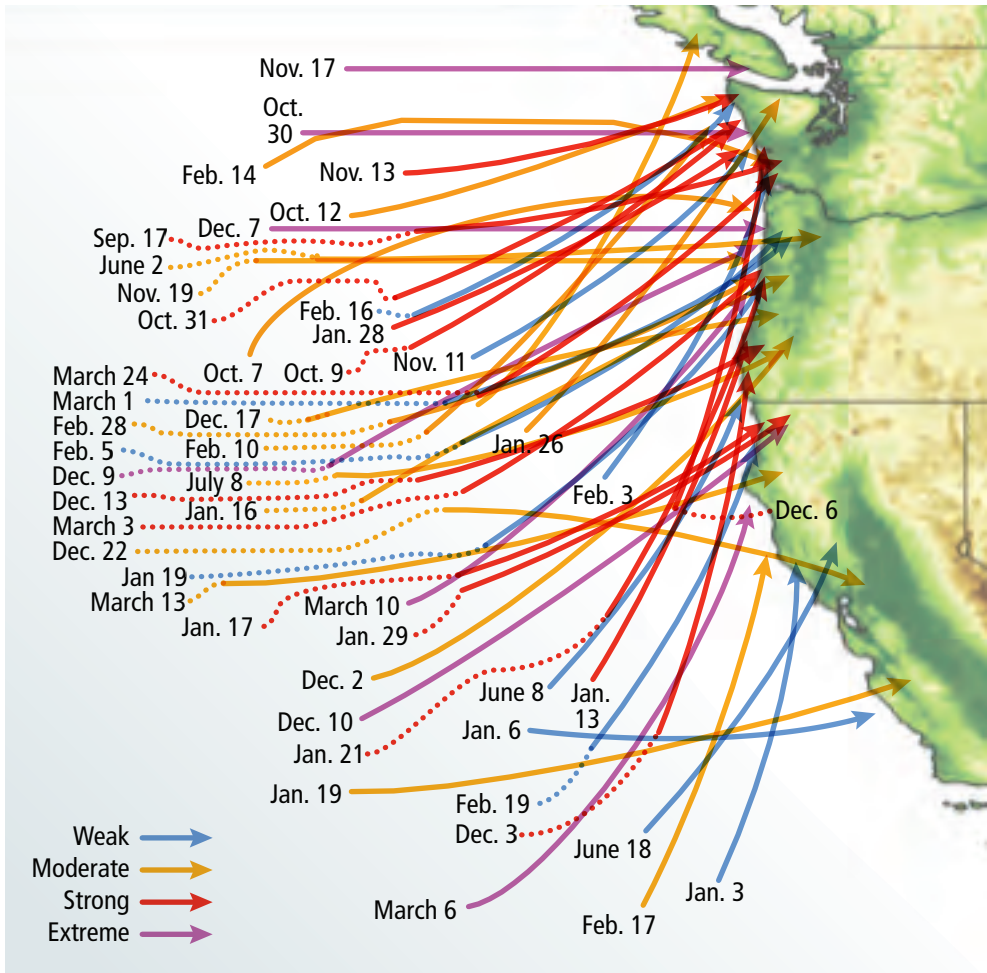 Nov. 17
Oct.
30
Feb. 14
Nov. 13
Oct. 12
Dec. 7
Sep. 17
June 2
Nov. 19
Oct. 31
Feb. 16
Jan. 28
Nov. 11
Oct. 7
Oct. 9
March 24
March 1
Dec. 17
Feb. 28
Feb. 10
Jan. 26
Feb. 5
Dec. 9
July 8
Dec. 13
Jan. 16
Feb. 3
March 3
Dec. 6
Dec. 22
Jan 19
March 13
Jan. 17
March 10
Jan. 29
Dec. 2
June 8
Jan.
13
Dec. 10
Jan. 6
Jan. 21
Jan. 19
Feb. 19
Dec. 3
June 18
Jan. 3
March 6
Feb. 17
Weak
Moderate
Strong
Extreme